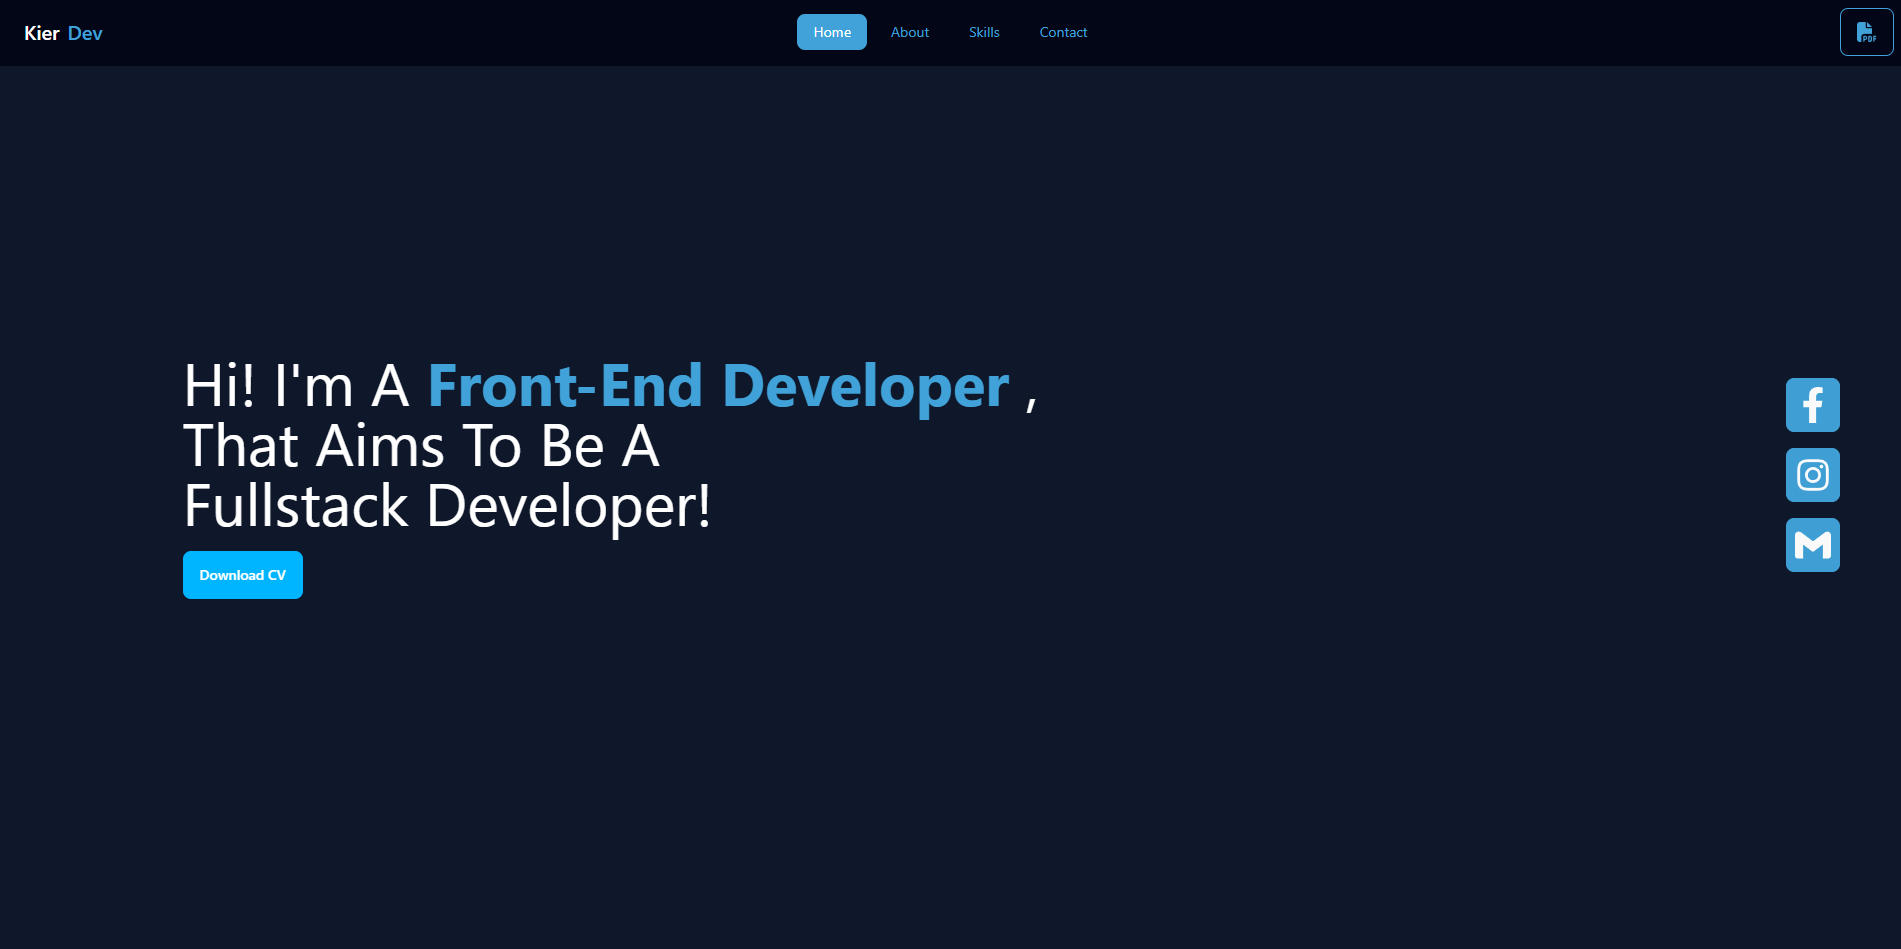 Kier Dev
Home About Skills Contact
PDF
Hi! I'm A Front-End Developer ,
That Aims To Be A
Fullstack Developer!
Download CV